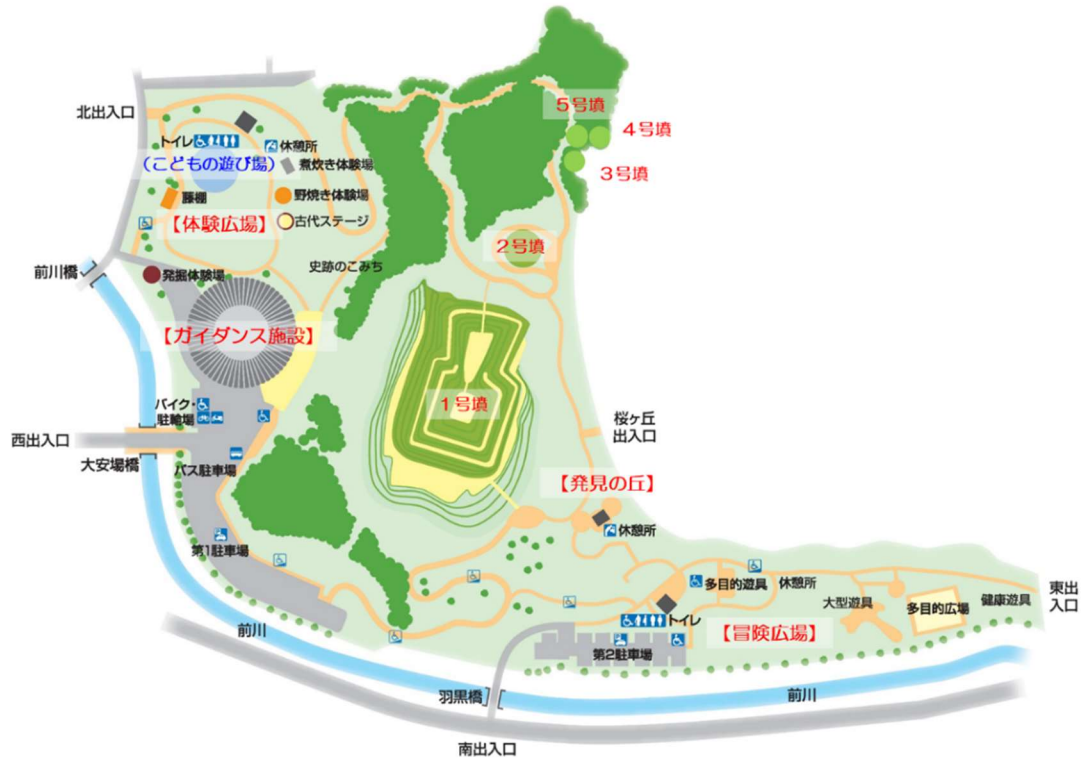 5号墳
4号墳
3号墳
北出入口
トイレ
休憩所
(こどもの遊び場)
煮炊き体験場
藤棚
野焼き体験場
【体験広場】
古代ステージ
2号墳
史跡のこみち
前川橋
発掘体験場
【ガイダンス施設】
1号墳
バイク・
駐輪場
桜ヶ丘
出入口
西出入口
大安場橋
バス駐車場
【発見の丘】
休憩所
第1駐車場
多目的遊具
休憩所
東出
入口
大型遊具
多目的広場
健康遊具
トイレ
【冒険広場】
前川
第2駐車場
羽黒橋
前川
南出入口